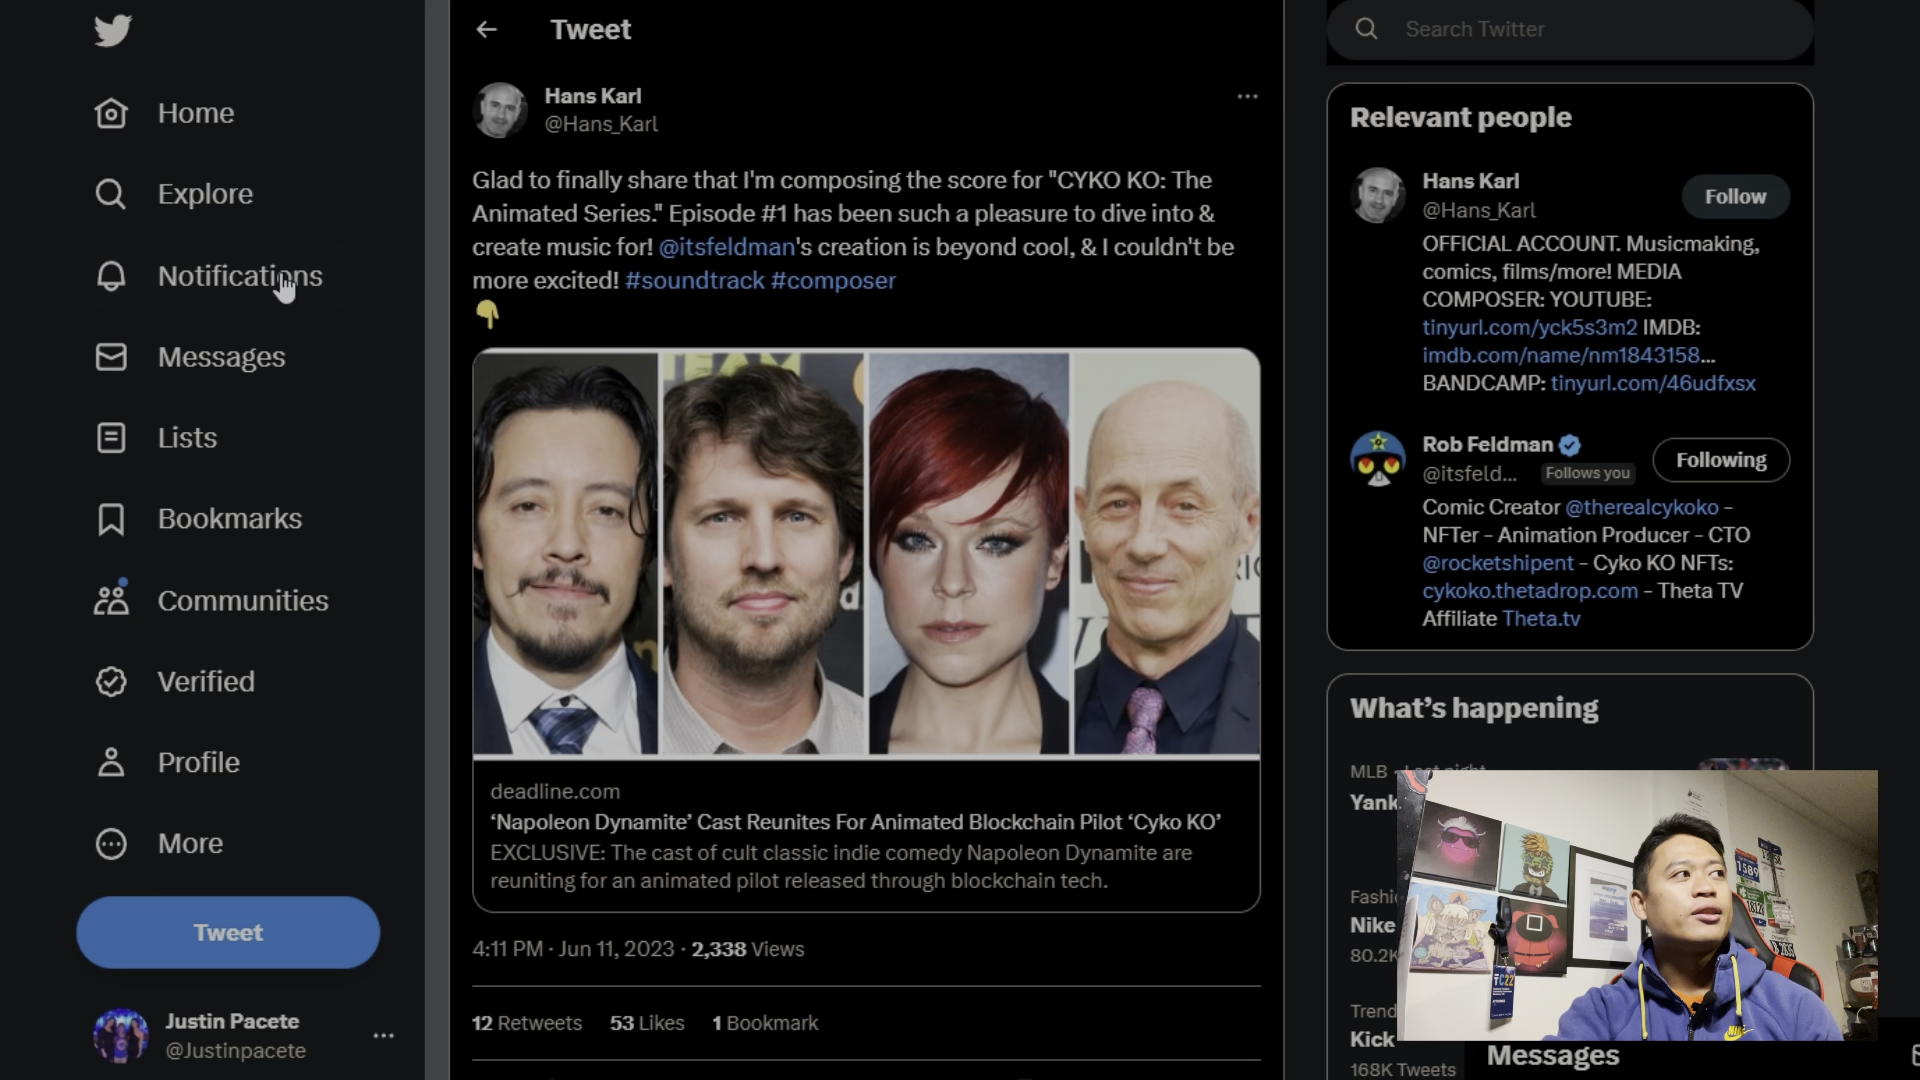 Home
Explore
Notifications
Messages
Lists
Bookmarks
Communities
Verified
Profile
More
Tweet
Justin Pacete
@Justinpacete
Tweet
Hans Karl
@Hans_Karl
Glad to finally share that I'm composing the score for "CYKO KO: The
Animated Series." Episode #1 has been such a pleasure to dive into &
create music for! @itsfeldman's creation is beyond cool, & I couldn't be
more excited! #soundtrack #composer
TEAM
deadline.com
‘Napoleon Dynamite’ Cast Reunites For Animated Blockchain Pilot ‘Cyko KO’
EXCLUSIVE: The cast of cult classic indie comedy Napoleon Dynamite are
reuniting for an animated pilot released through blockchain tech.
4:11 PM · Jun 11, 2023 · 2,338 Views
12 Retweets 53 Likes 1 Bookmark
Search Twitter
Relevant people
Hans Karl
@Hans_Karl
Follow
OFFICIAL ACCOUNT. Musicmaking,
comics, films/more! MEDIA
COMPOSER: YOUTUBE:
tinyurl.com/yck5s3m2 IMDB:
imdb.com/name/nm1843158...
BANDCAMP: tinyurl.com/46udfxsx
Rob Feldman
@itsfeld... Follows you
Following
Comic Creator @therealcykoko -
NFTer - Animation Producer - CTO
@rocketshipent - Cyko KO NFTs:
cykoko.thetadrop.com - Theta TV
Affiliate Theta.tv
What’s happening
MLB · Last night
Yank
Fashi
Nike
80.2K
Trend
Kick
168K Tweets
1589
TC22
Messages